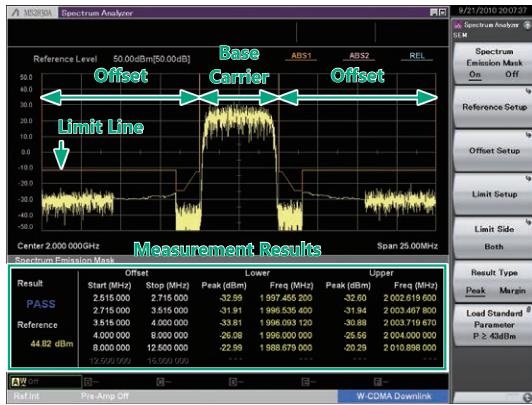 MS2830A Spectrum Analyzer
9/21/2010 20:07:37
Spectrum Analyzer
SEM
Reference Level 50.00dBm[50.00dB]
ABS1 ABS2 REL
Base
Carrier
Offset
Offset
Limit Line
50.0
40.0
30.0
20.0
10.0
0.0
-10.0
-20.0
-30.0
-40.0
-50.0
Center 2.000 000GHz
Span 25.00MHz
Measurement Results
Spectrum Emission Mask
Offset Lower Upper
Result Start (MHz) Stop (MHz) Peak (dBm) Freq (MHz) Peak (dBm) Freq (MHz)
PASS
Reference
44.82 dBm
2.515 000 2.715 000 -32.99 1 997.455 200 -32.60 2 002.619 600
2.715 000 3.515 000 -31.91 1 996.535 400 -31.94 2 003.467 800
3.515 000 4.000 000 -33.81 1 996.093 120 -30.88 2 003.719 670
4.000 000 8.000 000 -26.08 1 996.000 000 -25.56 2 004.000 000
8.000 000 12.500 000 -22.99 1 988.679 000 -20.29 2 010.898 000
12.500 000 15.000 000 --- --- --- ---
Off
Ref.Int Pre-Amp Off
W-CDMA Downlink
Spectrum
Emission Mask
On Off
Reference Setup
Offset Setup
Limit Setup
Limit Side
Both
Result Type
Peak Margin
Load Standard
Parameter
P ≥ 43dBm